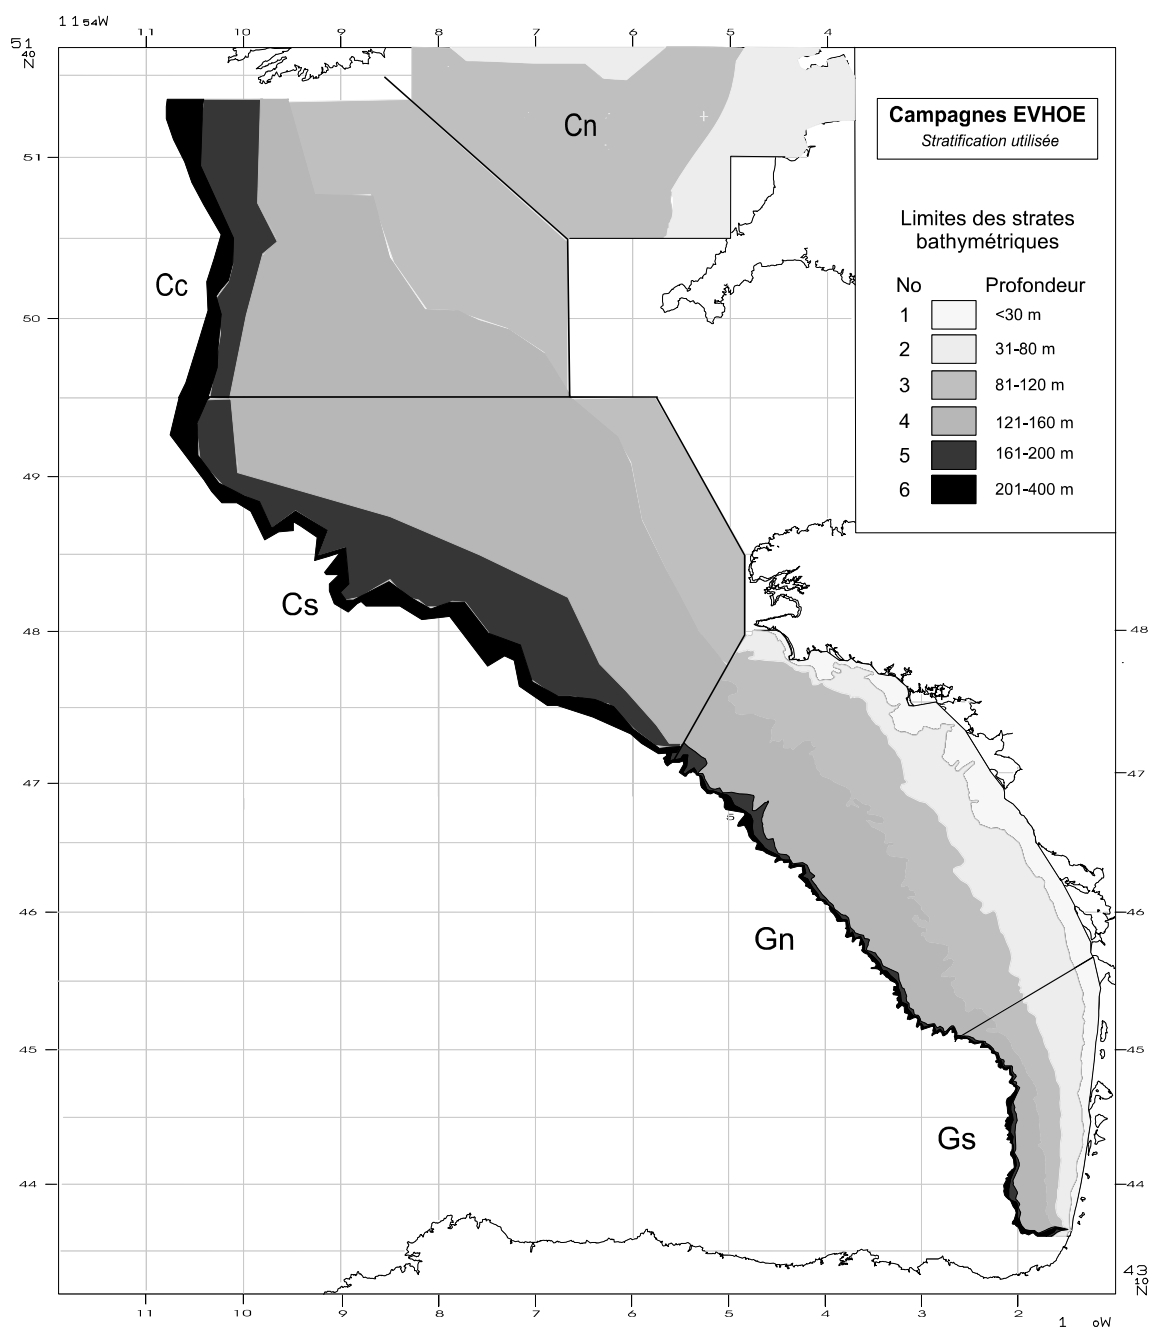 11 54W
51
40
N
11 10 9 8 7 6 5 4
Campagnes EVHOE
Stratification utilisée
Cn
51
Limites des strates
bathymétriques
No Profondeur
1 <30 m
2 31-80 m
3 81-120 m
4 121-160 m
5 161-200 m
6 201-400 m
Cc
50
49
Cs
48 48
47 47
5
46 46
Gn
45 45
Gs
44 44
43
10
N
11 10 9 8 7 6 5 4 3 2
1 0W